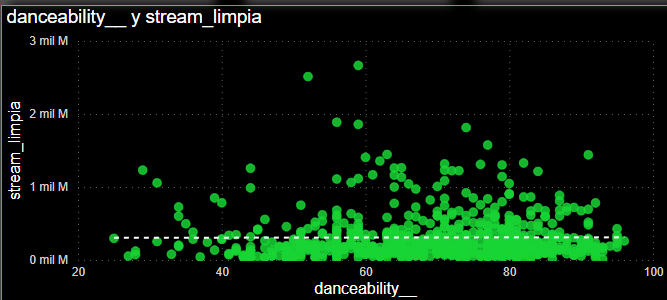 danceability__ y stream_limpia
3 mil M
2 mil M
1 mil M
0 mil M
stream_limpia
20 40 60 80 100
danceability__